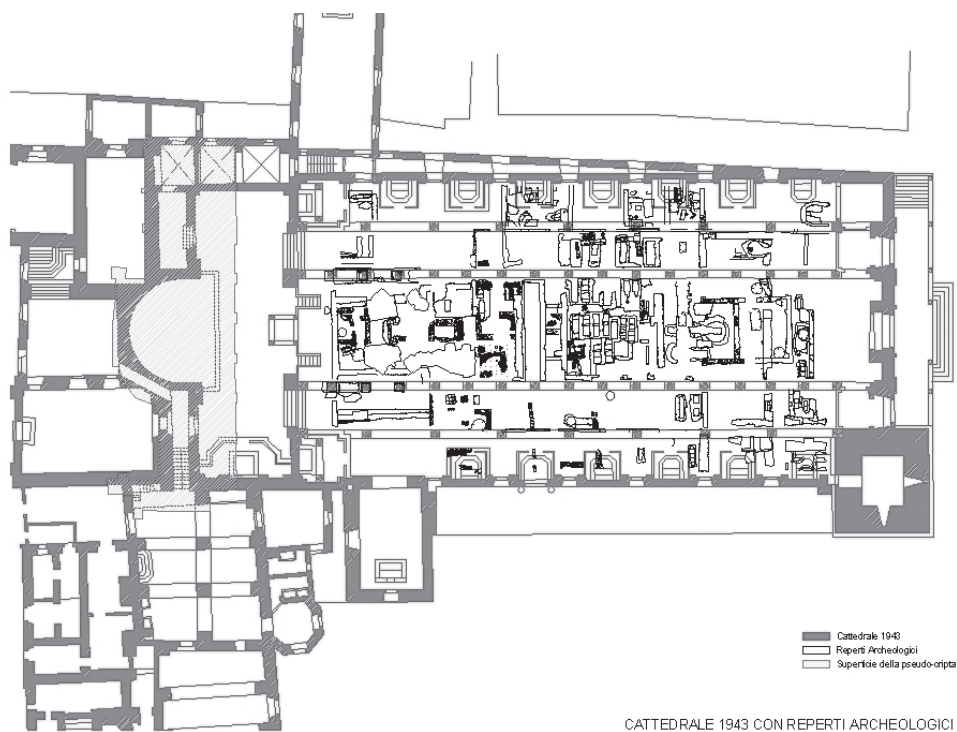 Cattedrale 1943
Reperti Archeologici
Superficie della pseudo-cripta
CATTEDRALE 1943 CON REPERTI ARCHEOLOGICI